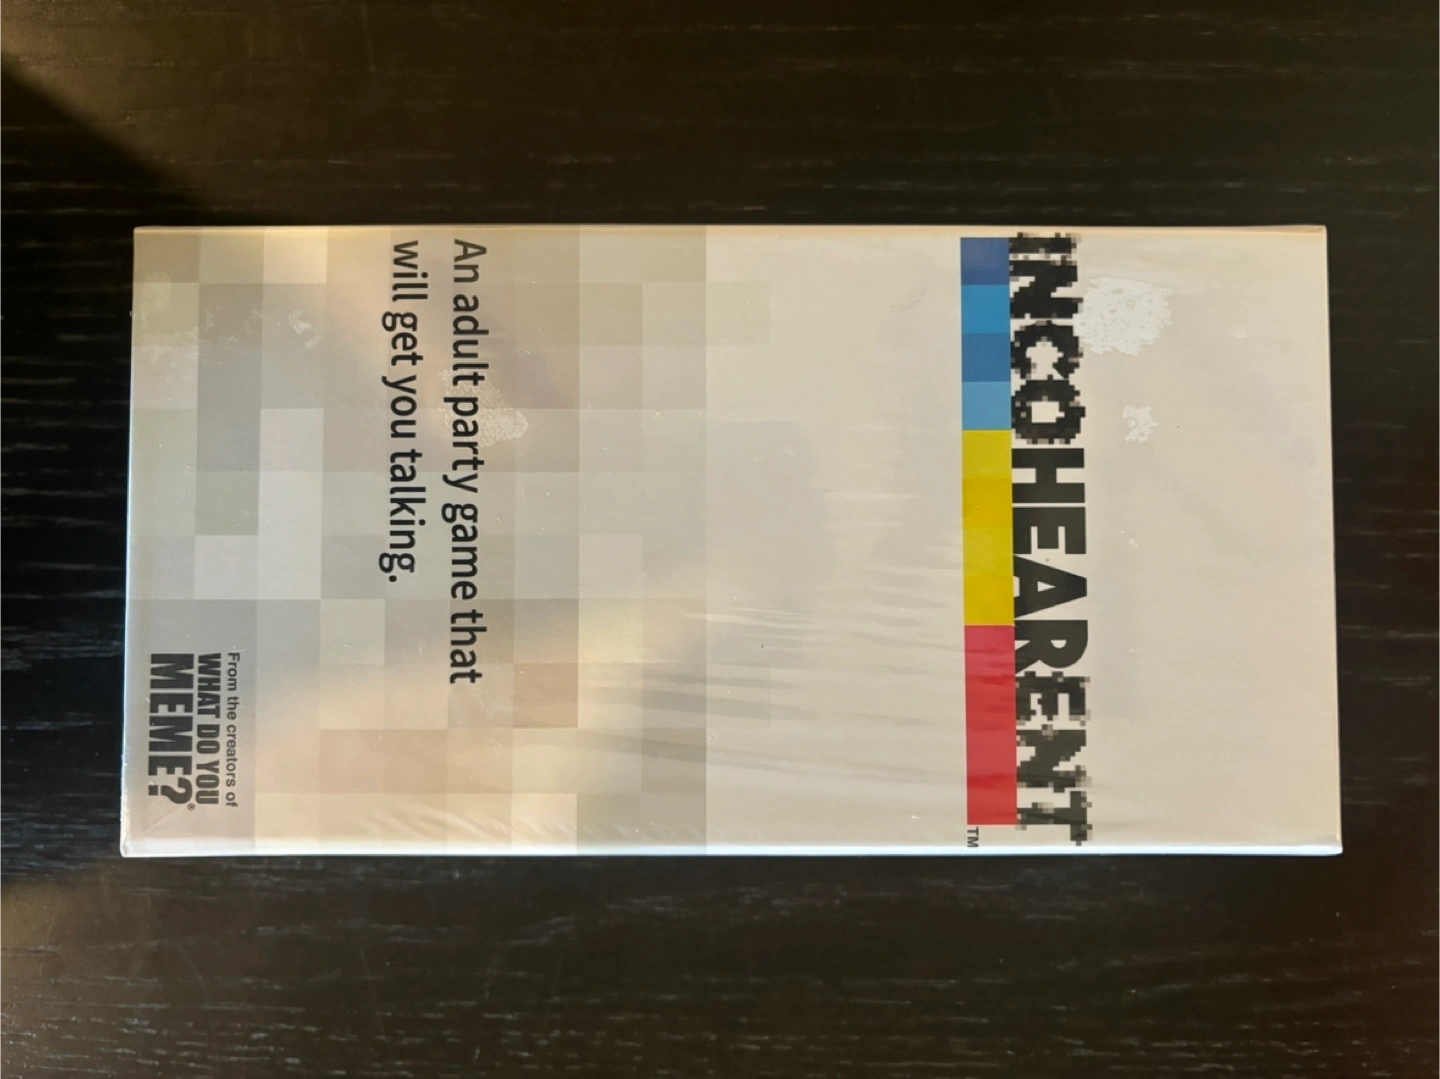 INCOHEARENT
TM
An adult party game that
will get you talking.
From the creators of
WHAT DO YOU
MEME?®